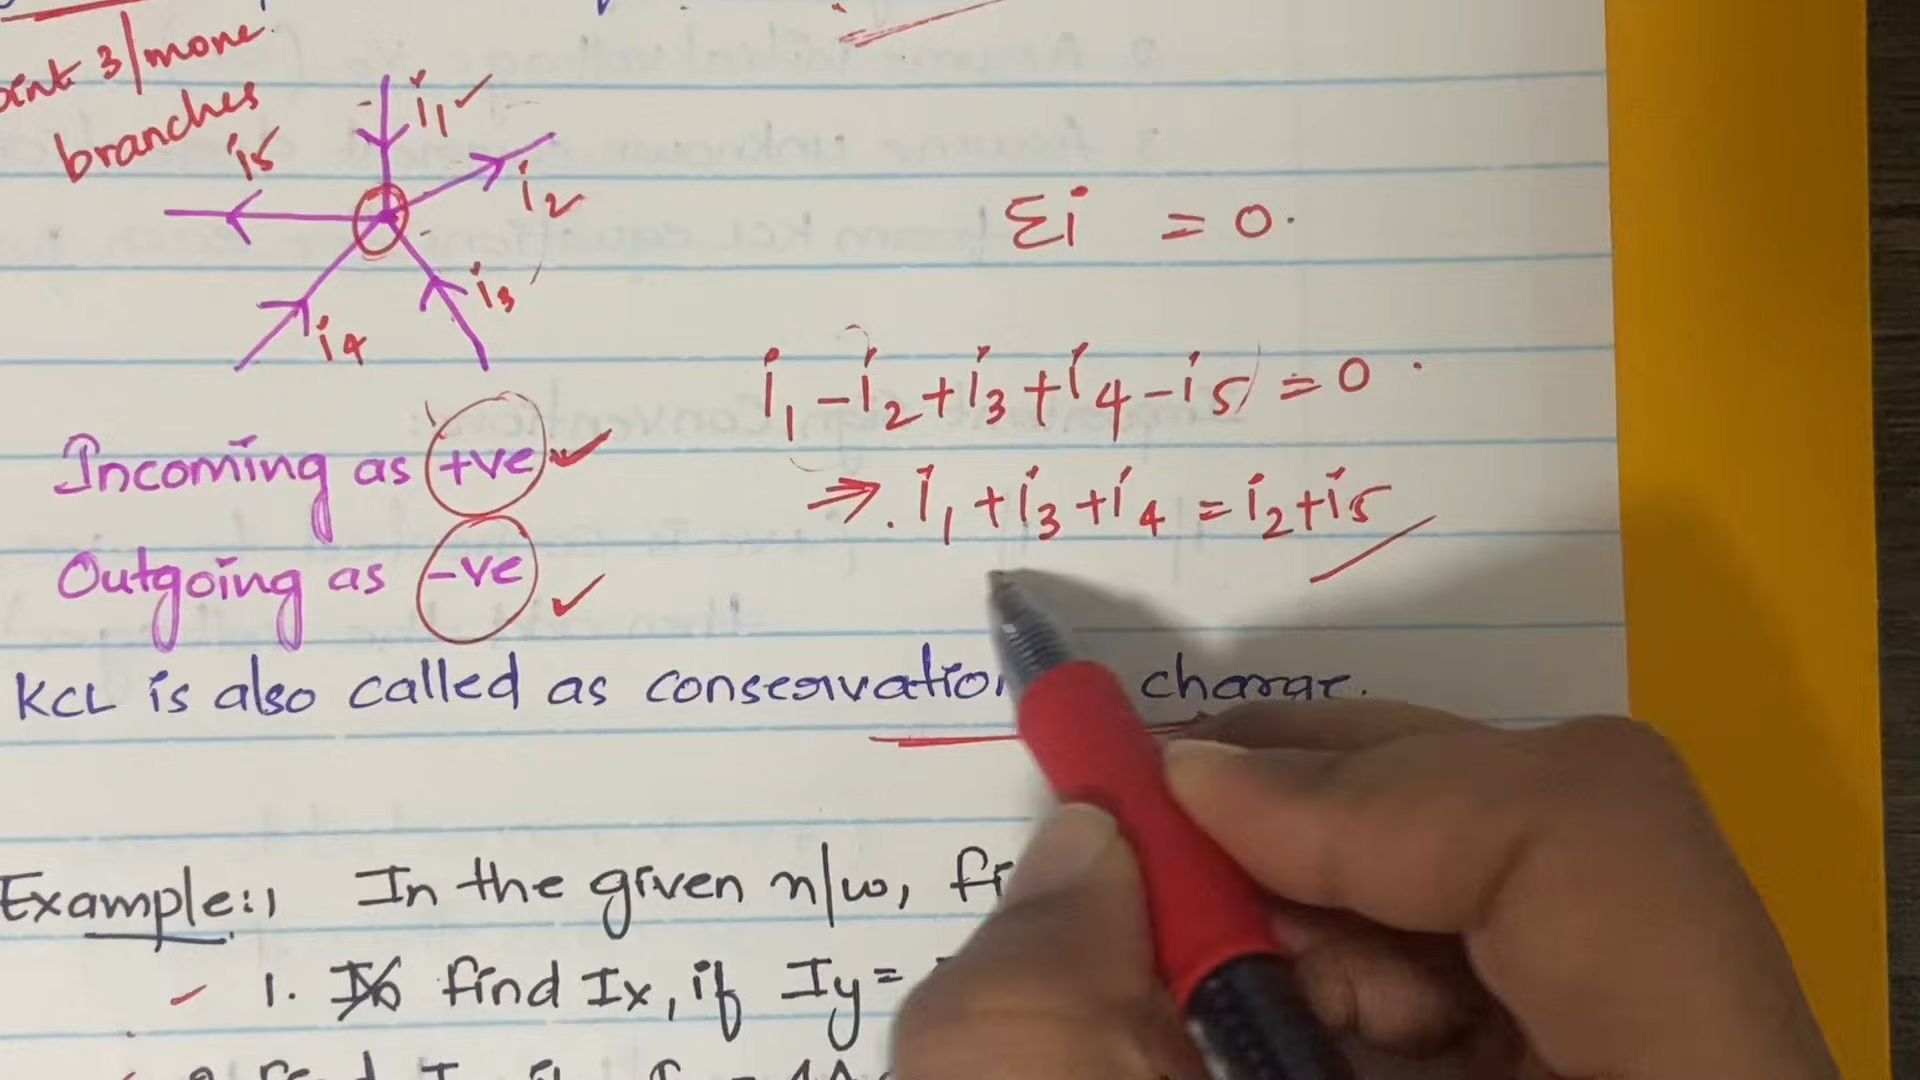 3/more
branches
i1
i5
i2
Σi = 0.
i3
i4
i1 - i2 + i3 + i4 - i5 = 0
Incoming as +ve
⇒ . i1 + i3 + i4 = i2 + i5
Outgoing as -ve
KCL is also called as conservation charge.
Example:1 In the given n/w,
1. find Ix, if Iy =